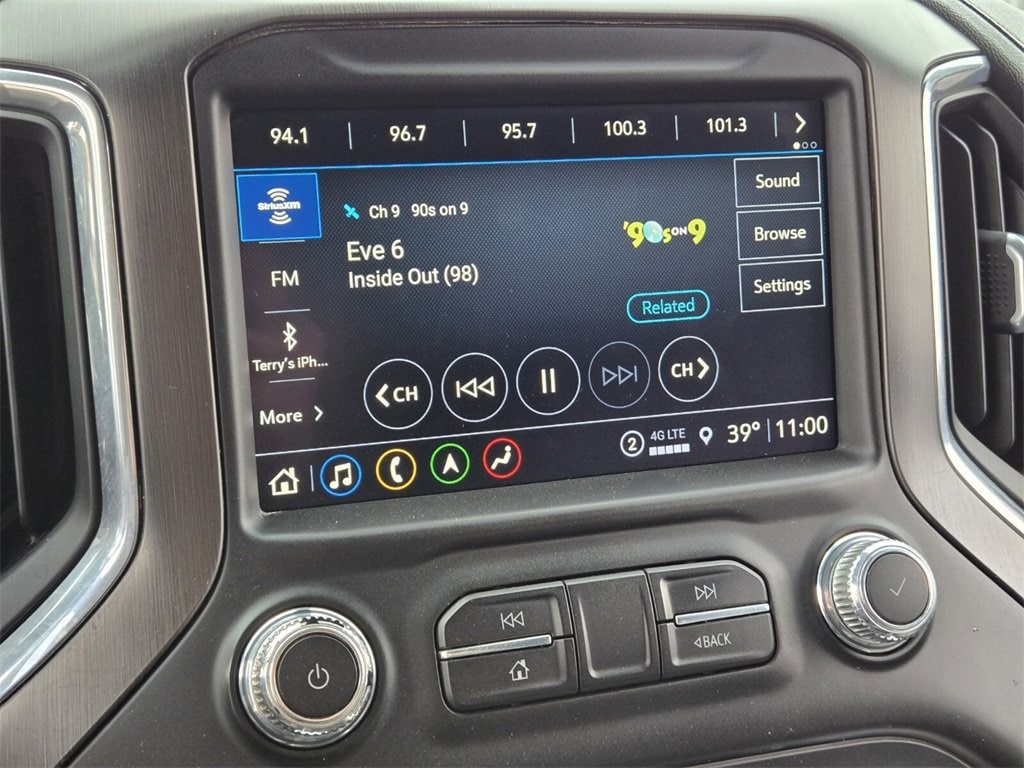 94.1 | 96.7 | 95.7 | 100.3 | 101.3 |
SiriusXM
Ch 9 90s on 9
Eve 6
Inside Out (98)
'90s ON 9
Related
Sound
Browse
Settings
FM
Terry's iPh...
More
CH
CH
2 4G LTE 39° | 11:00
BACK